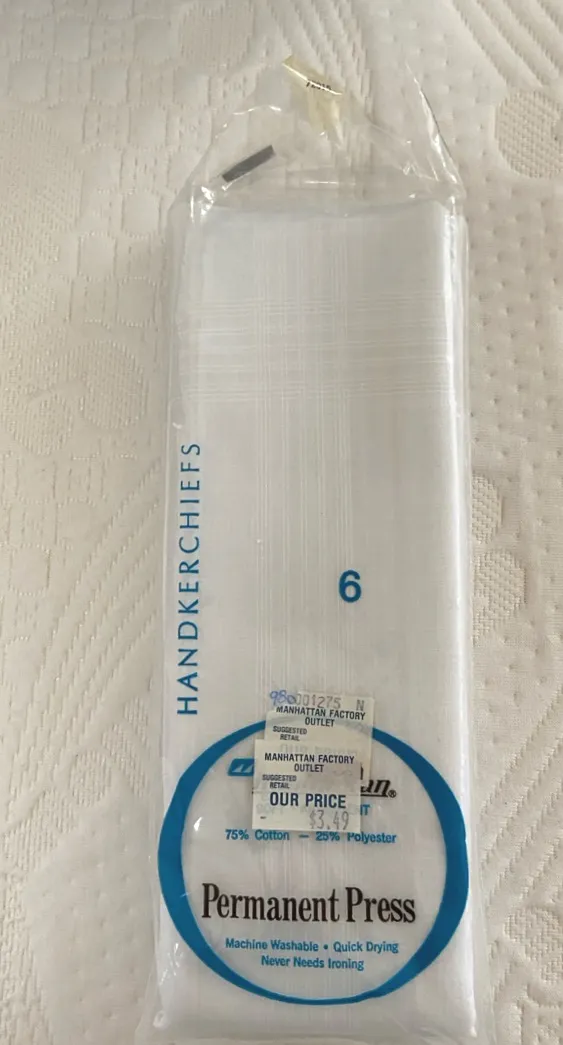 HANDKERCHIEFS
6
980001275 N
MANHATTAN FACTORY
OUTLET
SUGGESTED
RETAIL
MANHATTAN FACTORY
OUTLET
SUGGESTED
RETAIL
OUR PRICE
$3.49
75% Cotton — 25% Polyester
Permanent Press
Machine Washable • Quick Drying
Never Needs Ironing